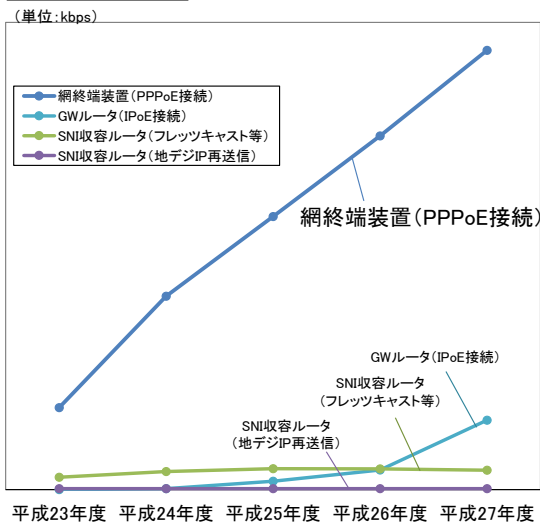 (単位:kbps)
網終端装置(PPPoE接続)
GWルータ(IPoE接続)
SNI収容ルータ(フレッツキャスト等)
SNI収容ルータ(地デジIP再送信)
網終端装置(PPPoE接続)
GWルータ(IPoE接続)
SNI収容ルータ
(フレッツキャスト等)
SNI収容ルータ
(地デジIP再送信)
平成23年度 平成24年度 平成25年度 平成26年度 平成27年度